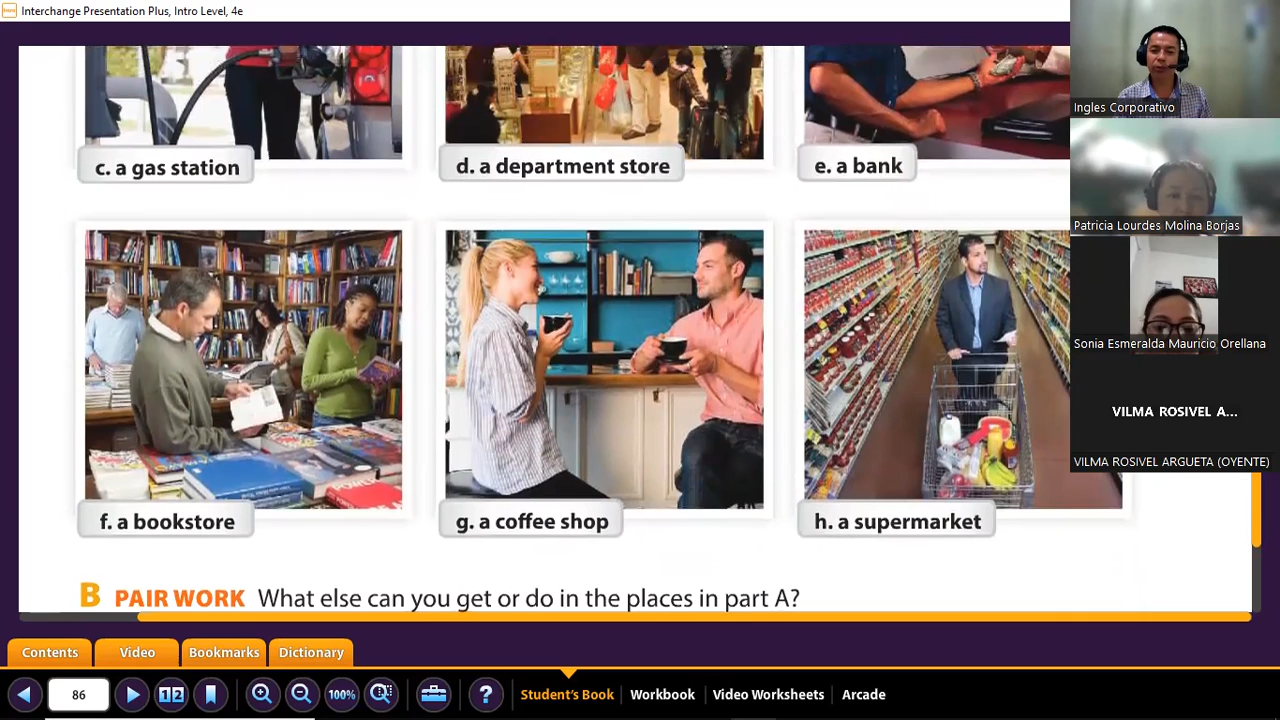 Interchange Presentation Plus, Intro Level, 4e
c. a gas station
d. a department store
e. a bank
f. a bookstore
g. a coffee shop
h. a supermarket
B PAIR WORK What else can you get or do in the places in part A?
Ingles Corporativo
Patricia Lourdes Molina Borjas
Sonia Esmeralda Mauricio Orellana
VILMA ROSIVEL A...
VILMA ROSIVEL ARGUETA (OYENTE)
Contents Video Bookmarks Dictionary
86 12 100% ? Student's Book Workbook Video Worksheets Arcade